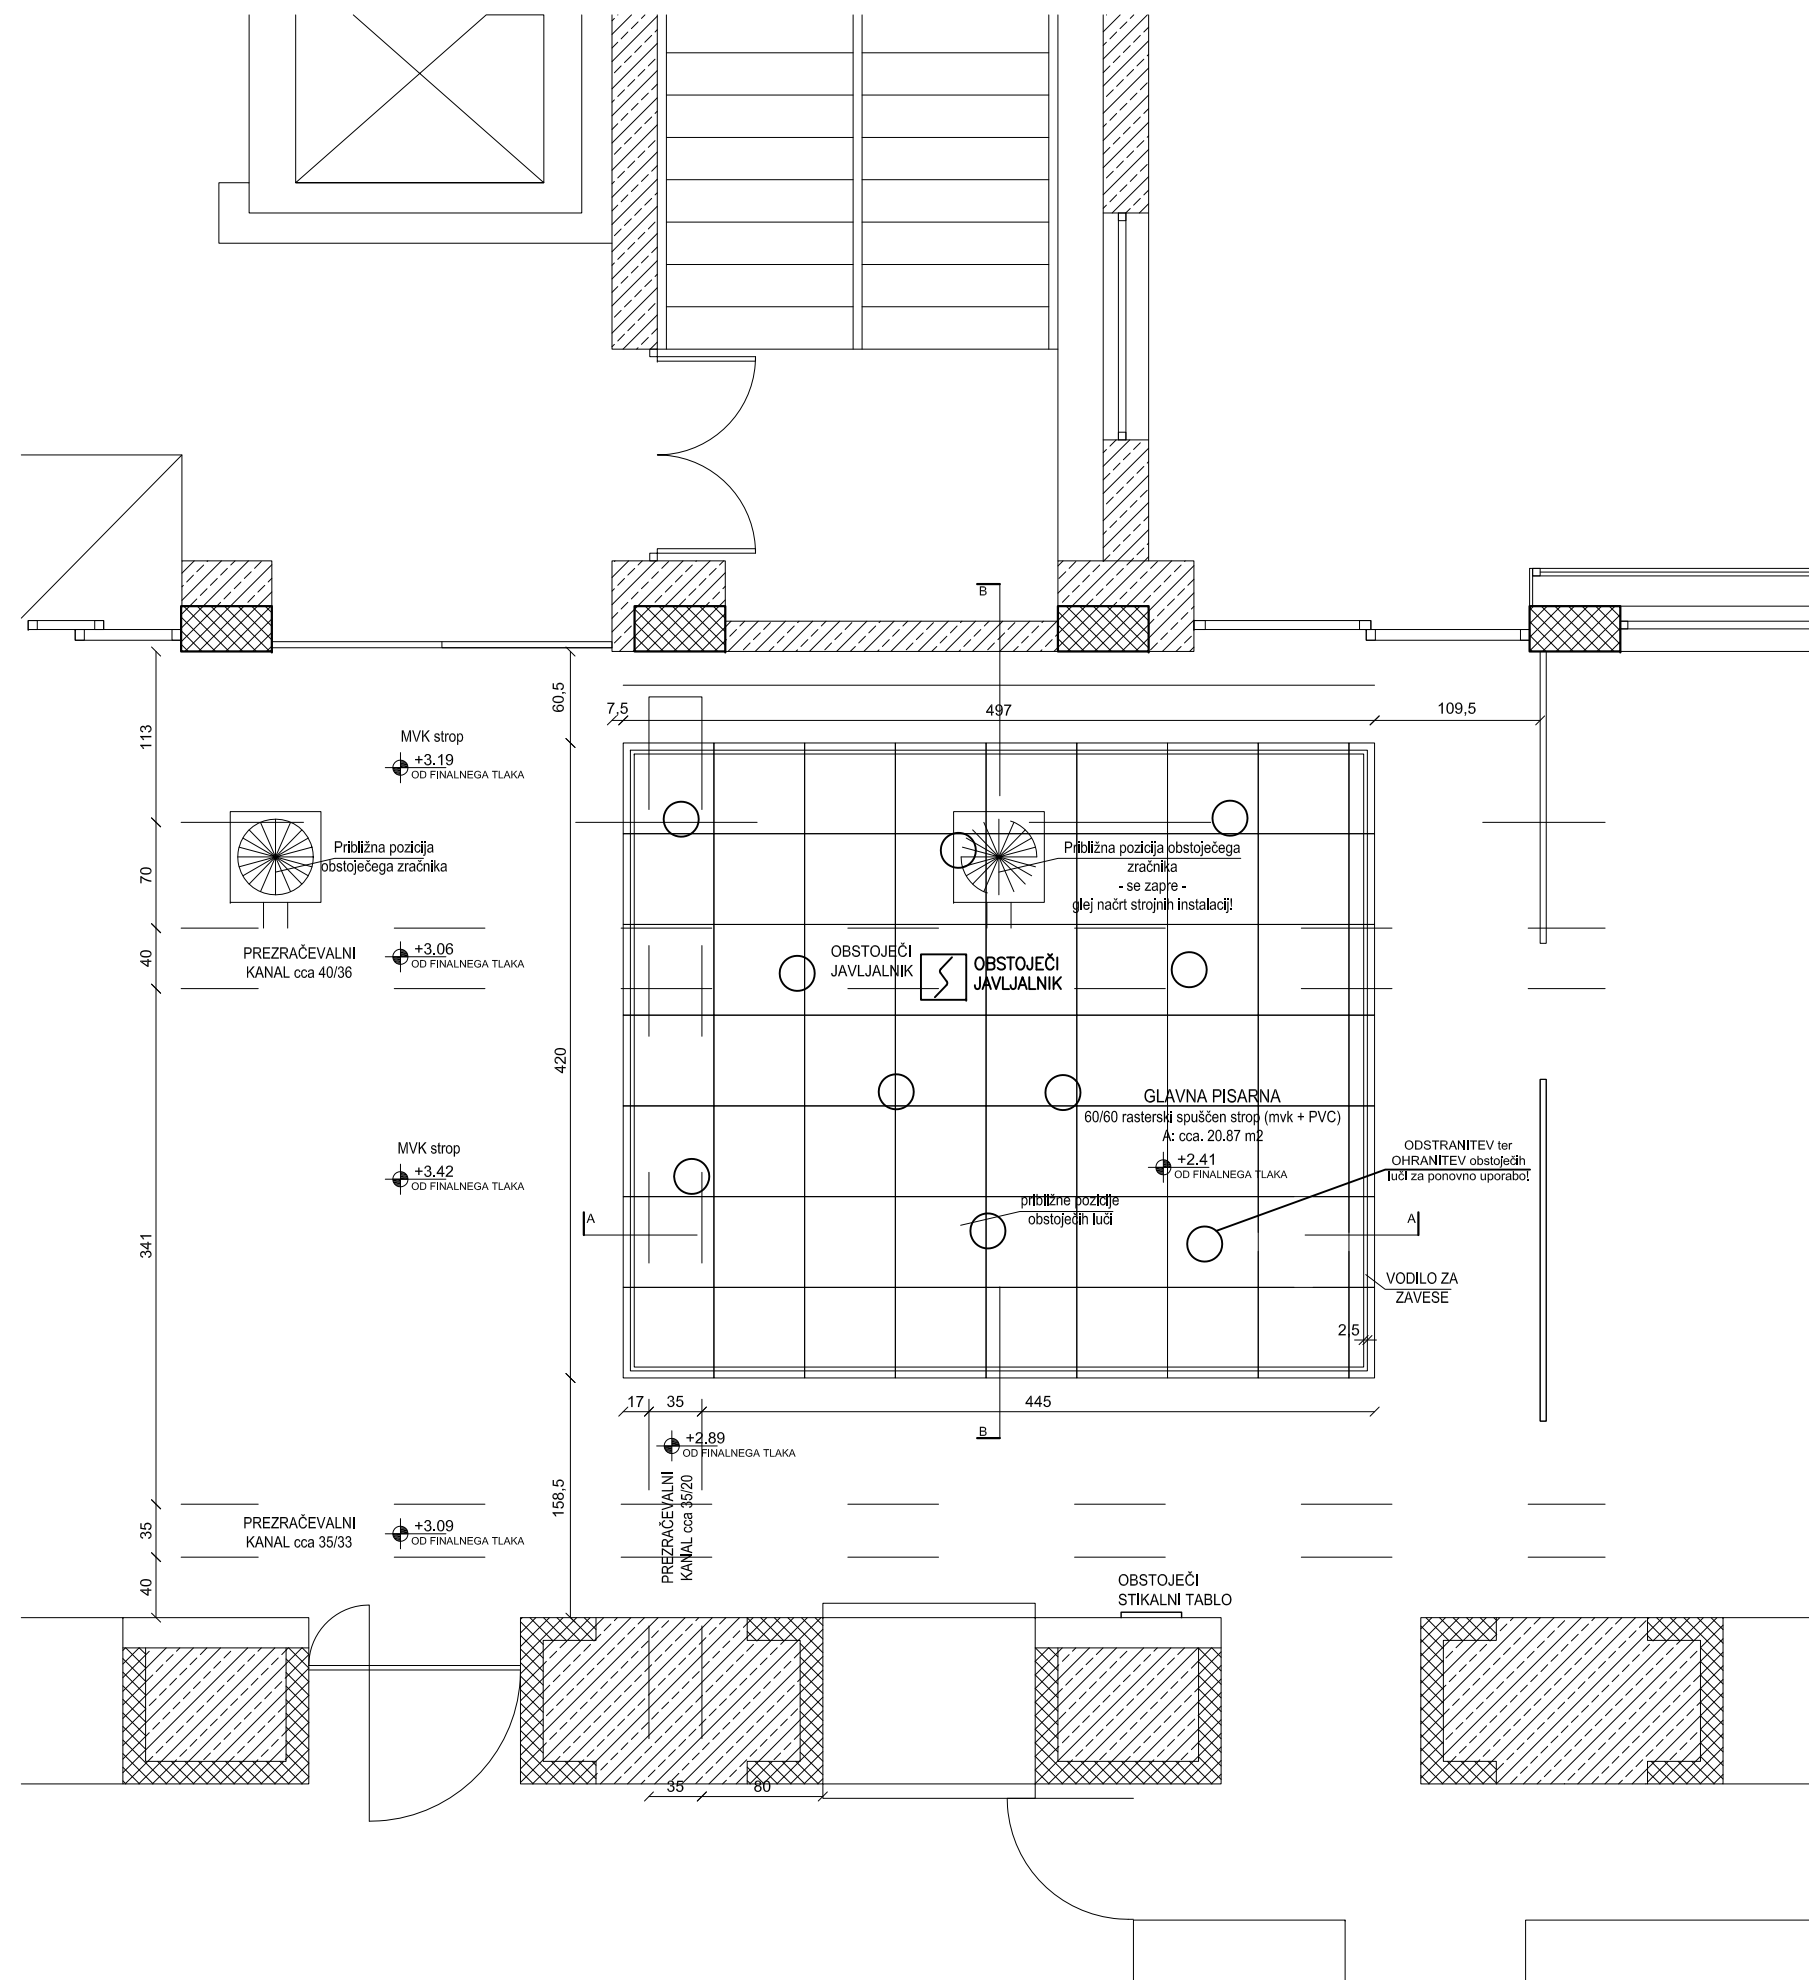 B
60,5
7,5
497
109,5
113
MVK strop
+3.19
OD FINALNEGA TLAKA
Približna pozicija
obstoječega zračnika
Približna pozicija obstoječega
zračnika
- se zapre -
glej načrt strojnih instalacij!
70
40
PREZRAČEVALNI
KANAL cca 40/36
+3.06
OD FINALNEGA TLAKA
OBSTOJEČI
JAVLJALNIK
OBSTOJEČI
JAVLJALNIK
420
GLAVNA PISARNA
60/60 rasterski spuščen strop (mvk + PVC)
A: cca. 20.87 m2
+2.41
OD FINALNEGA TLAKA
MVK strop
+3.42
OD FINALNEGA TLAKA
ODSTRANITEV ter
OHRANITEV obstoječih
luči za ponovno uporabo!
približne pozicije
obstoječih luči
A
A
341
VODILO ZA
ZAVESE
2,5
17
35
445
B
+2.89
OD FINALNEGA TLAKA
PREZRAČEVALNI
KANAL cca 35/20
158,5
35
PREZRAČEVALNI
KANAL cca 35/33
+3.09
OD FINALNEGA TLAKA
40
OBSTOJEČI
STIKALNI TABLO
35
80